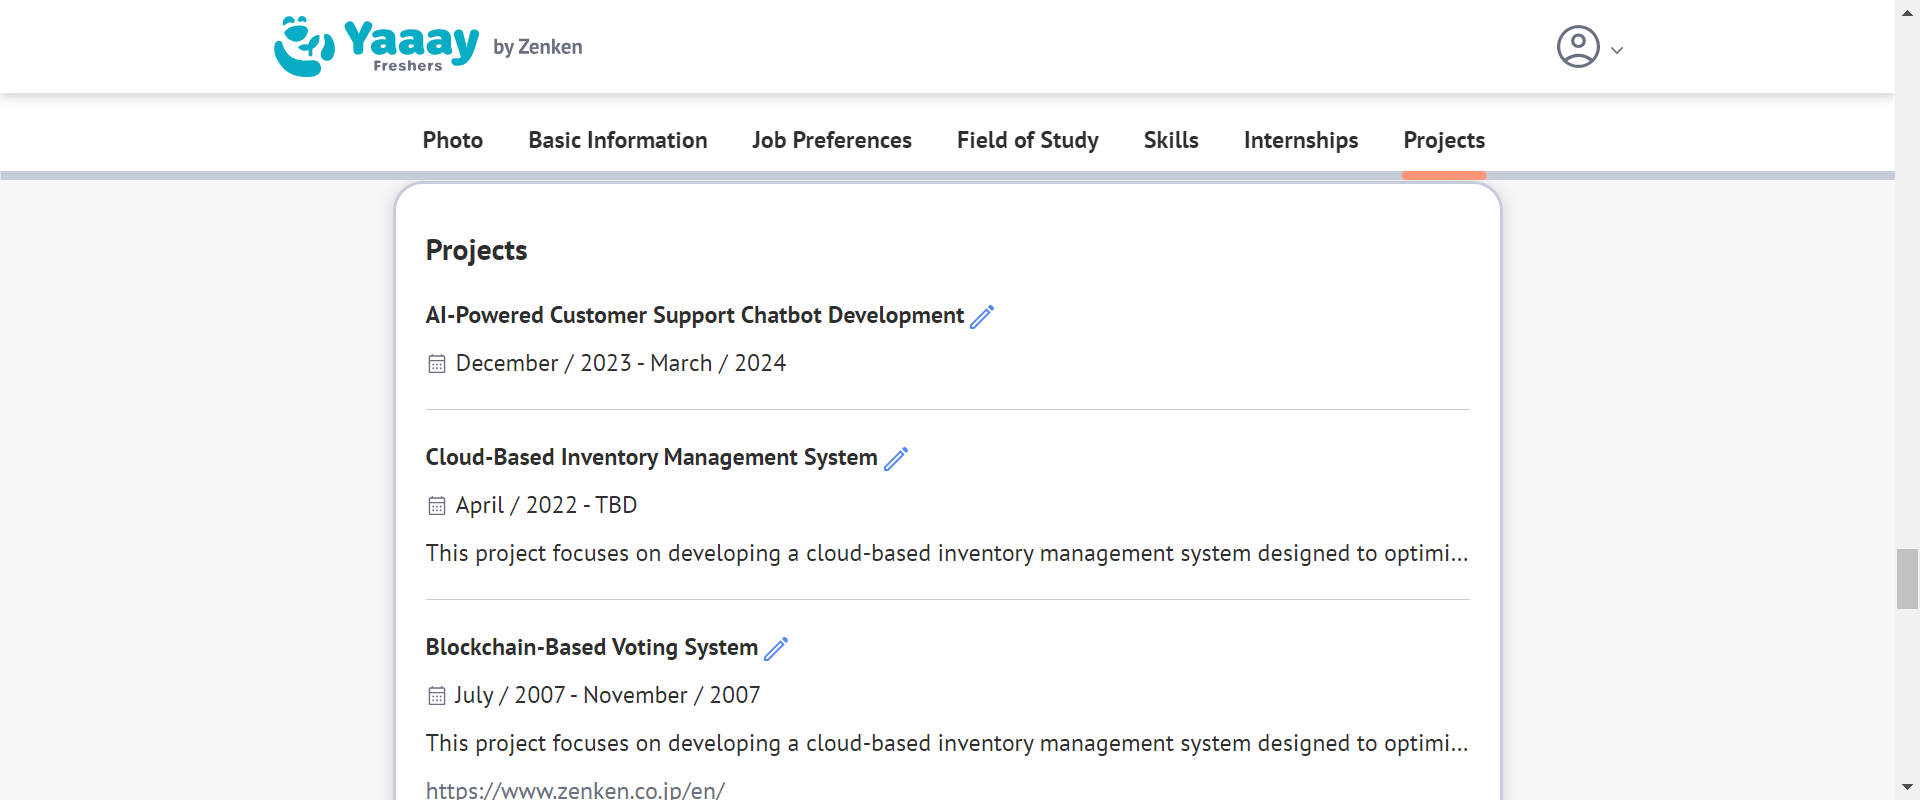 Yaaay
Freshers
by Zenken
Photo Basic Information Job Preferences Field of Study Skills Internships Projects
Projects
AI-Powered Customer Support Chatbot Development
December / 2023 - March / 2024
Cloud-Based Inventory Management System
April / 2022 - TBD
This project focuses on developing a cloud-based inventory management system designed to optimi...
Blockchain-Based Voting System
July / 2007 - November / 2007
This project focuses on developing a cloud-based inventory management system designed to optimi...
https://www.zenken.co.jp/en/